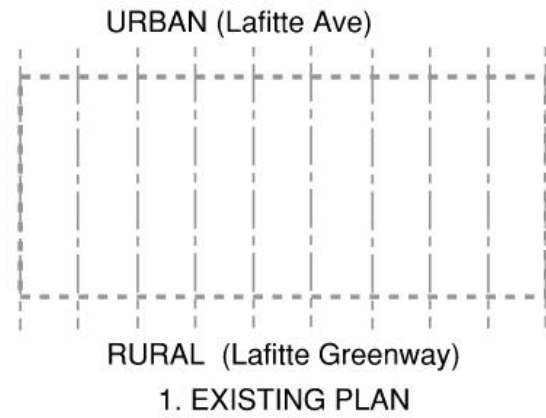 URBAN (Lafitte Ave)
RURAL (Lafitte Greenway)
1. EXISTING PLAN